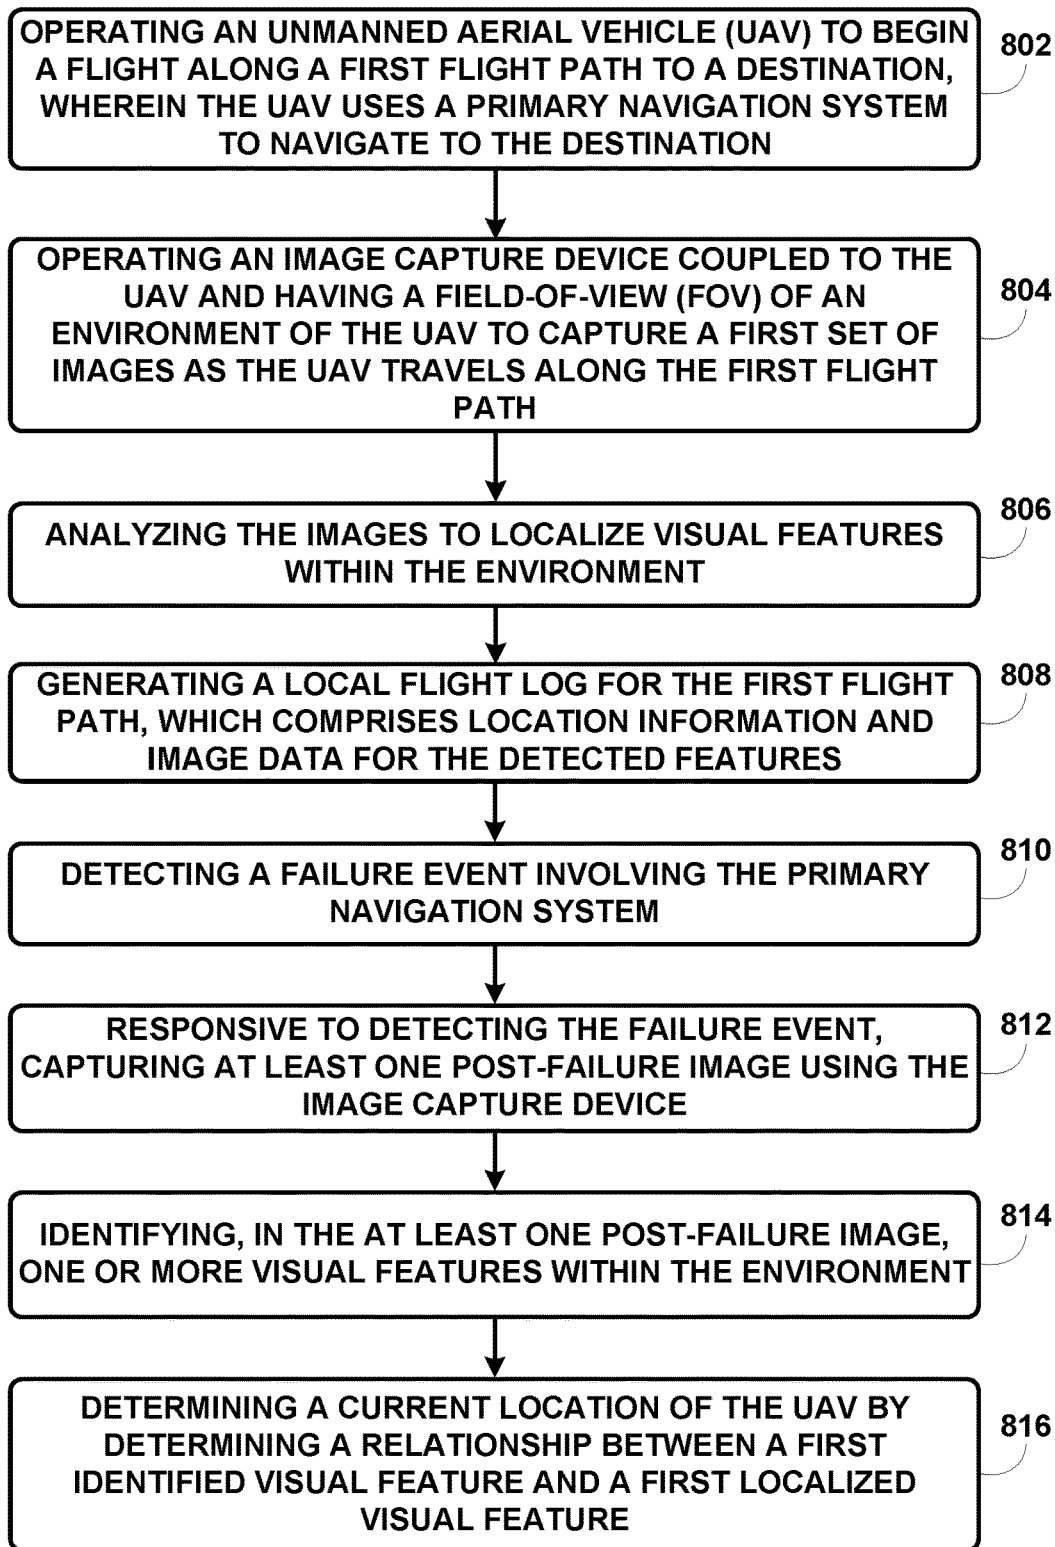 OPERATING AN UNMANNED AERIAL VEHICLE (UAV) TO BEGIN
A FLIGHT ALONG A FIRST FLIGHT PATH TO A DESTINATION,
WHEREIN THE UAV USES A PRIMARY NAVIGATION SYSTEM
TO NAVIGATE TO THE DESTINATION
802
OPERATING AN IMAGE CAPTURE DEVICE COUPLED TO THE
UAV AND HAVING A FIELD-OF-VIEW (FOV) OF AN
ENVIRONMENT OF THE UAV TO CAPTURE A FIRST SET OF
IMAGES AS THE UAV TRAVELS ALONG THE FIRST FLIGHT
PATH
804
ANALYZING THE IMAGES TO LOCALIZE VISUAL FEATURES
WITHIN THE ENVIRONMENT
806
GENERATING A LOCAL FLIGHT LOG FOR THE FIRST FLIGHT
PATH, WHICH COMPRISES LOCATION INFORMATION AND
IMAGE DATA FOR THE DETECTED FEATURES
808
DETECTING A FAILURE EVENT INVOLVING THE PRIMARY
NAVIGATION SYSTEM
810
RESPONSIVE TO DETECTING THE FAILURE EVENT,
CAPTURING AT LEAST ONE POST-FAILURE IMAGE USING THE
IMAGE CAPTURE DEVICE
812
IDENTIFYING, IN THE AT LEAST ONE POST-FAILURE IMAGE,
ONE OR MORE VISUAL FEATURES WITHIN THE ENVIRONMENT
814
DETERMINING A CURRENT LOCATION OF THE UAV BY
DETERMINING A RELATIONSHIP BETWEEN A FIRST
IDENTIFIED VISUAL FEATURE AND A FIRST LOCALIZED
VISUAL FEATURE
816